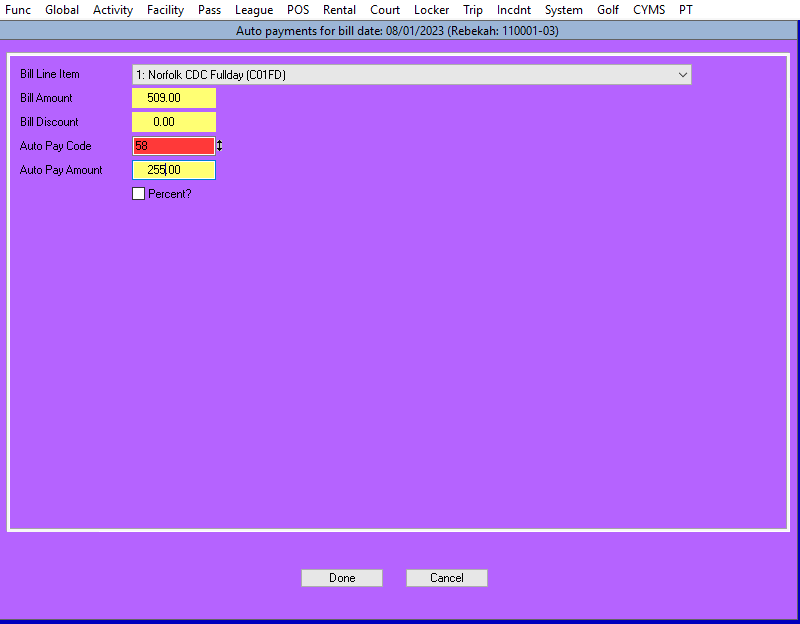 Func Global Activity Facility Pass League POS Rental Court Locker Trip Incdnt System Golf CYMS PT
Auto payments for bill date: 08/01/2023 (Rebekah: 110001-03)
Bill Line Item 1: Norfolk CDC Fullday (C01FD)
Bill Amount 509.00
Bill Discount 0.00
Auto Pay Code 58
Auto Pay Amount 255.00
Percent?
Done Cancel